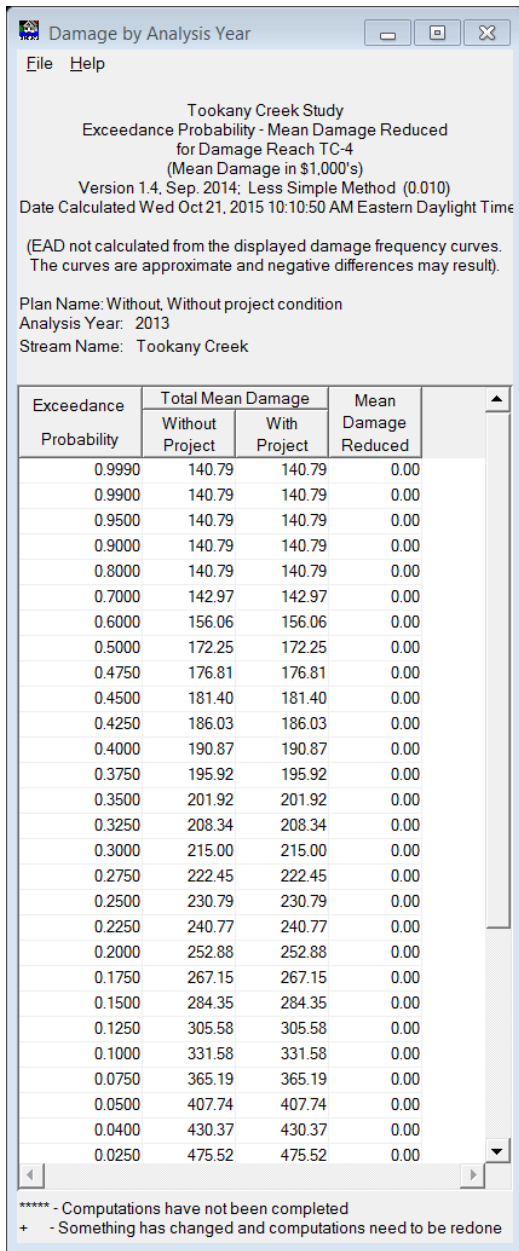 Damage by Analysis Year
File Help
Tookany Creek Study
Exceedance Probability - Mean Damage Reduced
for Damage Reach TC-4
(Mean Damage in $1,000's)
Version 1.4, Sep. 2014; Less Simple Method (0.010)
Date Calculated Wed Oct 21, 2015 10:10:50 AM Eastern Daylight Time
(EAD not calculated from the displayed damage frequency curves.
The curves are approximate and negative differences may result).
Plan Name: Without, Without project condition
Analysis Year: 2013
Stream Name: Tookany Creek
Exceedance Probability Total Mean Damage Mean Damage Reduced
Without Project With Project
0.9990 140.79 140.79 0.00
0.9900 140.79 140.79 0.00
0.9500 140.79 140.79 0.00
0.9000 140.79 140.79 0.00
0.8000 140.79 140.79 0.00
0.7000 142.97 142.97 0.00
0.6000 156.06 156.06 0.00
0.5000 172.25 172.25 0.00
0.4750 176.81 176.81 0.00
0.4500 181.40 181.40 0.00
0.4250 186.03 186.03 0.00
0.4000 190.87 190.87 0.00
0.3750 195.92 195.92 0.00
0.3500 201.92 201.92 0.00
0.3250 208.34 208.34 0.00
0.3000 215.00 215.00 0.00
0.2750 222.45 222.45 0.00
0.2500 230.79 230.79 0.00
0.2250 240.77 240.77 0.00
0.2000 252.88 252.88 0.00
0.1750 267.15 267.15 0.00
0.1500 284.35 284.35 0.00
0.1250 305.58 305.58 0.00
0.1000 331.58 331.58 0.00
0.0750 365.19 365.19 0.00
0.0500 407.74 407.74 0.00
0.0400 430.37 430.37 0.00
0.0250 475.52 475.52 0.00
***** - Computations have not been completed
+ - Something has changed and computations need to be redone